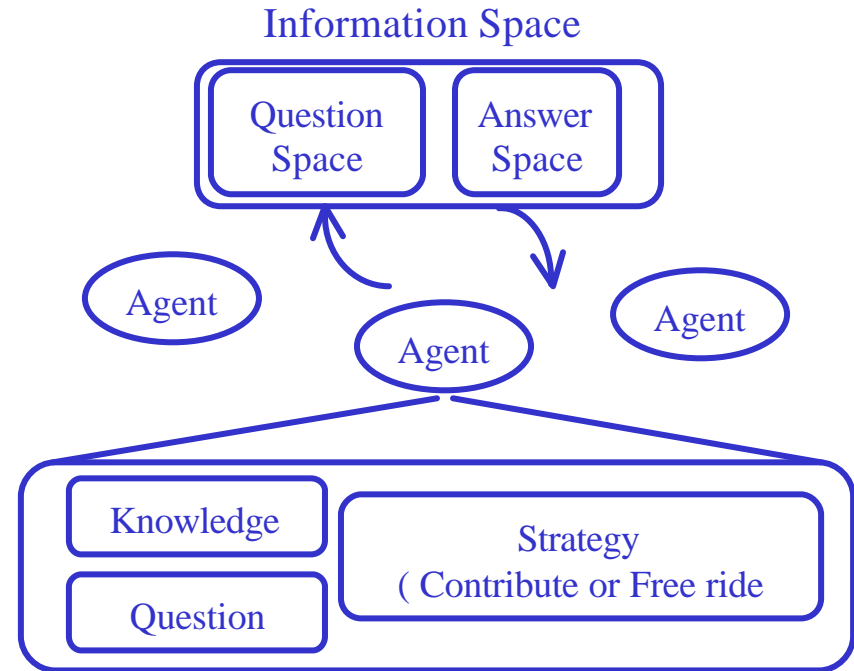 Information Space
Question
Space
Answer
Space
Agent
Agent
Agent
Knowledge
Question
Strategy
( Contribute or Free ride